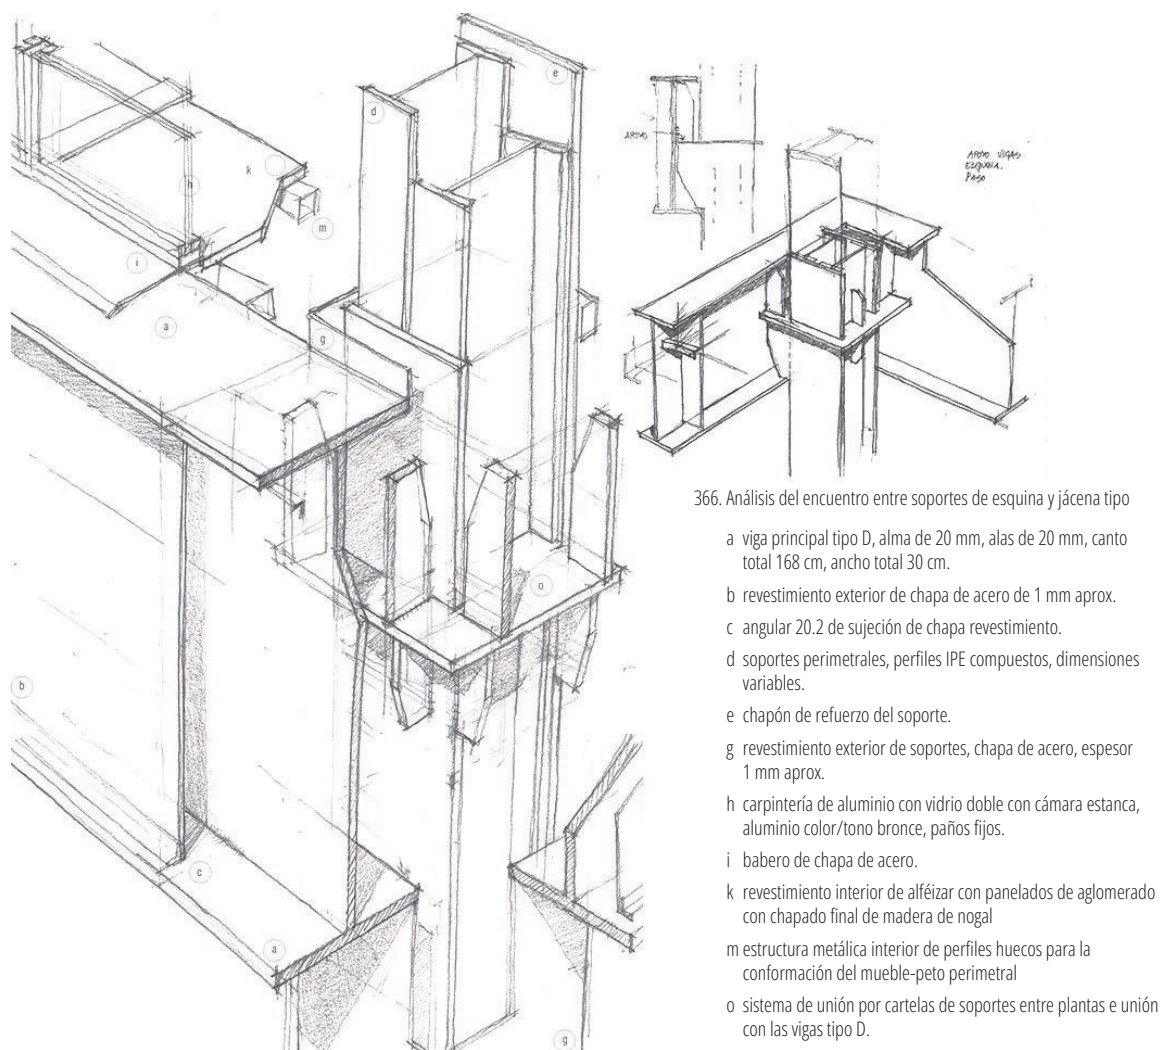 e
d
k
h
m
i
a
g
APOYO
APOYO VIGAS
ESQUINA.
PASO
o
b
c
a
g
366. Análisis del encuentro entre soportes de esquina y jácena tipo
a viga principal tipo D, alma de 20 mm, alas de 20 mm, canto
total 168 cm, ancho total 30 cm.
b revestimiento exterior de chapa de acero de 1 mm aprox.
c angular 20.2 de sujeción de chapa revestimiento.
d soportes perimetrales, perfiles IPE compuestos, dimensiones
variables.
e chapón de refuerzo del soporte.
g revestimiento exterior de soportes, chapa de acero, espesor
1 mm aprox.
h carpintería de aluminio con vidrio doble con cámara estanca,
aluminio color/tono bronce, paños fijos.
i babero de chapa de acero.
k revestimiento interior de alféizar con panelados de aglomerado
con chapado final de madera de nogal
m estructura metálica interior de perfiles huecos para la
conformación del mueble-peto perimetral
o sistema de unión por cartelas de soportes entre plantas e unión
con las vigas tipo D.